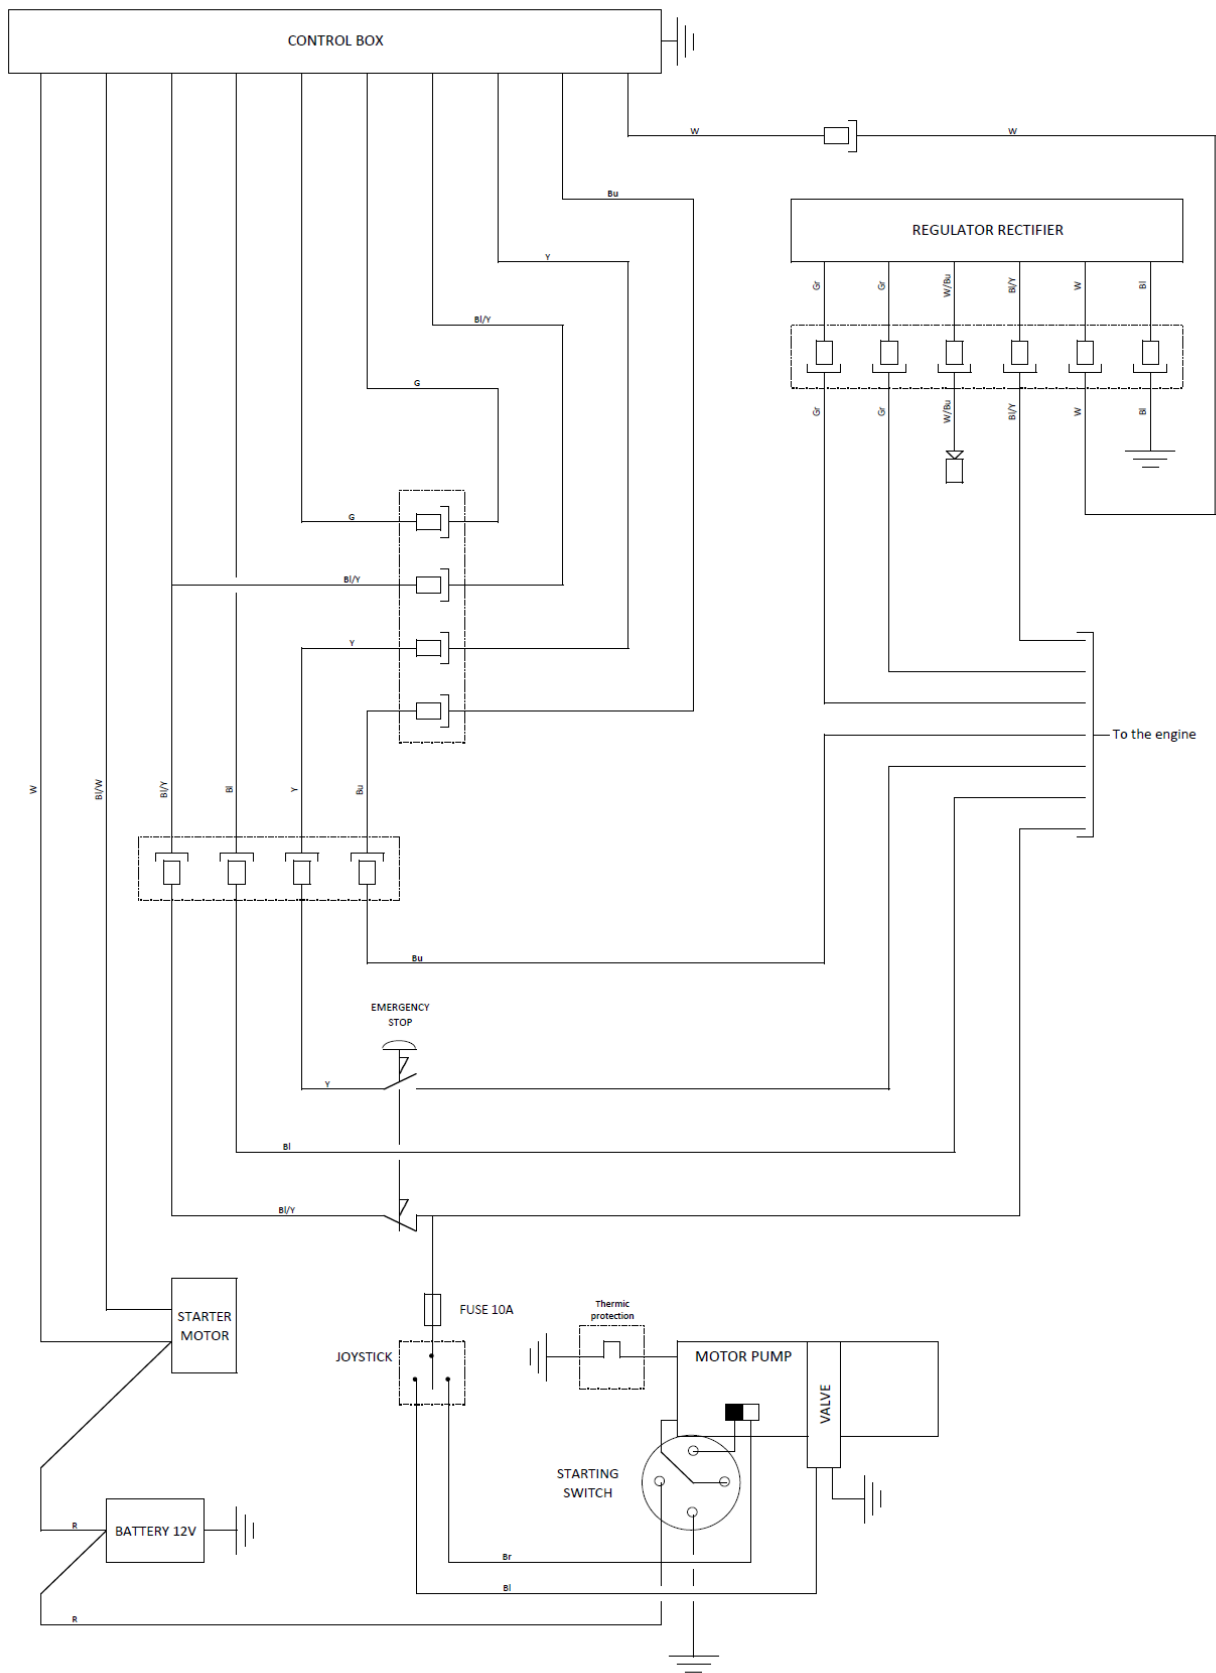 CONTROL BOX
W
W
Bu
REGULATOR RECTIFIER
Y
Gr
Gr
W/Bu
Bl/Y
W
Bl
Bl/Y
G
Gr
Gr
W/Bu
Bl/Y
W
Bl
G
Bl/Y
Y
To the engine
W
Bl/W
Bl/Y
Bl
Y
Bu
Bu
EMERGENCY
STOP
Y
Bl
Bl/Y
STARTER
MOTOR
FUSE 10A
Thermic
protection
JOYSTICK
MOTOR PUMP
VALVE
STARTING
SWITCH
R
BATTERY 12V
Br
Bl
R